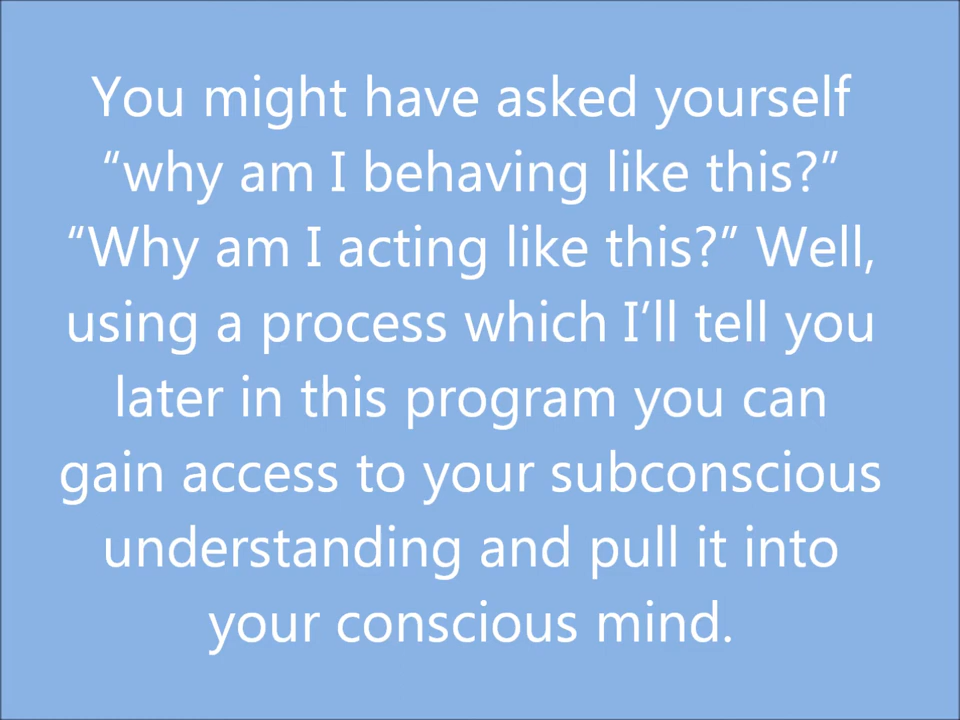 You might have asked yourself
“why am I behaving like this?”
“Why am I acting like this?” Well,
using a process which I’ll tell you
later in this program you can
gain access to your subconscious
understanding and pull it into
your conscious mind.